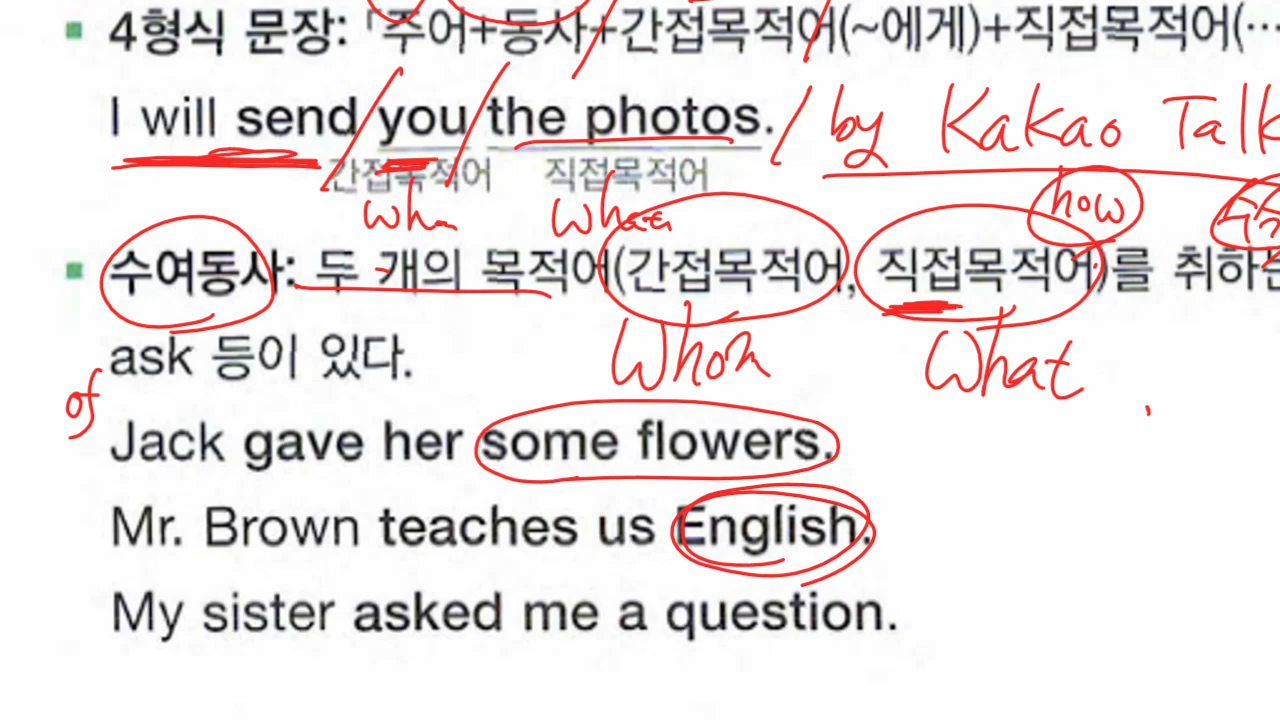 4형식 문장: 「주어+동사+간접목적어(~에게)+직접목적어(…
I will send / you / the photos. / by Kakao Talk
간접목적어 직접목적어 how
who what
수여동사: 두 개의 목적어(간접목적어, 직접목적어)를 취하는
ask 등이 있다. Whom What
of
Jack gave her some flowers.
Mr. Brown teaches us English.
My sister asked me a question.